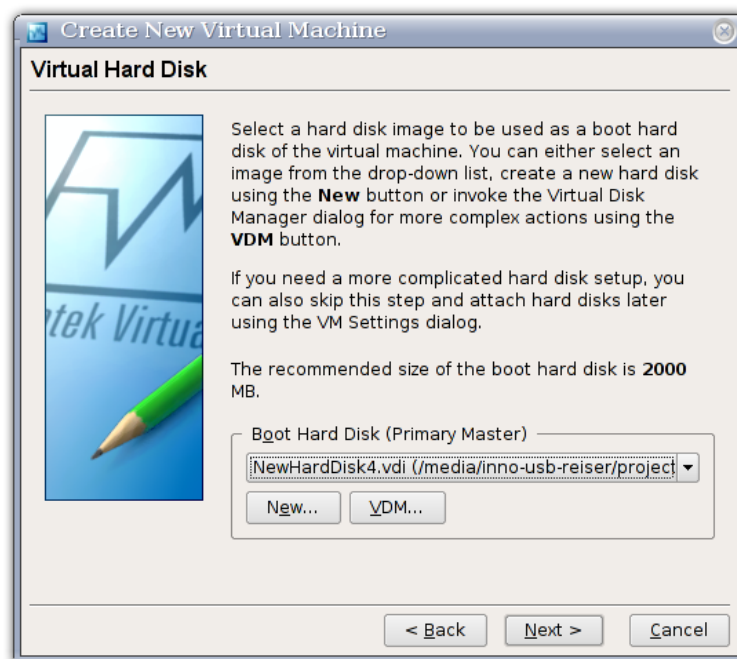 Create New Virtual Machine
Virtual Hard Disk
Select a hard disk image to be used as a boot hard
disk of the virtual machine. You can either select an
image from the drop-down list, create a new hard disk
using the New button or invoke the Virtual Disk
Manager dialog for more complex actions using the
VDM button.
If you need a more complicated hard disk setup, you
can also skip this step and attach hard disks later
using the VM Settings dialog.
The recommended size of the boot hard disk is 2000
MB.
Boot Hard Disk (Primary Master)
NewHardDisk4.vdi (/media/inno-usb-reiser/project
New...
VDM...
tek Virtua
< Back
Next >
Cancel